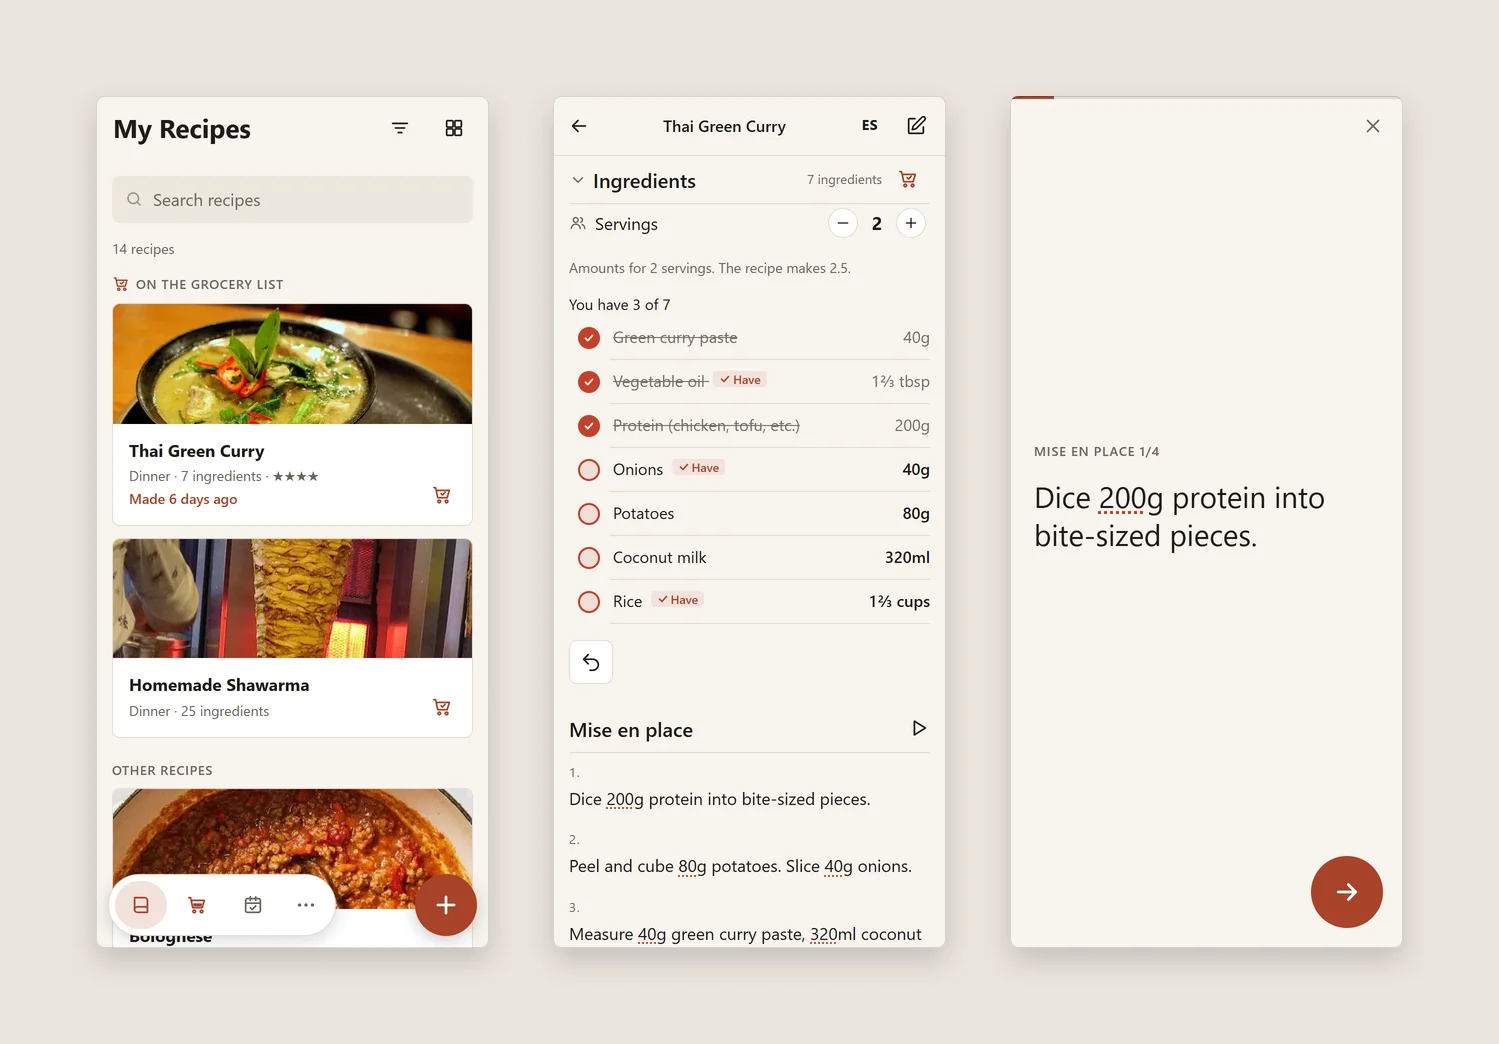 My Recipes
Search recipes
14 recipes
ON THE GROCERY LIST
Thai Green Curry
Dinner · 7 ingredients · ★★★★
Made 6 days ago
Homemade Shawarma
Dinner · 25 ingredients
OTHER RECIPES
Bolognese
Thai Green Curry
ES
Ingredients
7 ingredients
Servings
2
Amounts for 2 servings. The recipe makes 2.5.
You have 3 of 7
Green curry paste
40g
Vegetable oil
Have
1⅔ tbsp
Protein (chicken, tofu, etc.)
200g
Onions
Have
40g
Potatoes
80g
Coconut milk
320ml
Rice
Have
1⅔ cups
Mise en place
1.
Dice 200g protein into bite-sized pieces.
2.
Peel and cube 80g potatoes. Slice 40g onions.
3.
Measure 40g green curry paste, 320ml coconut
MISE EN PLACE 1/4
Dice 200g protein into
bite-sized pieces.